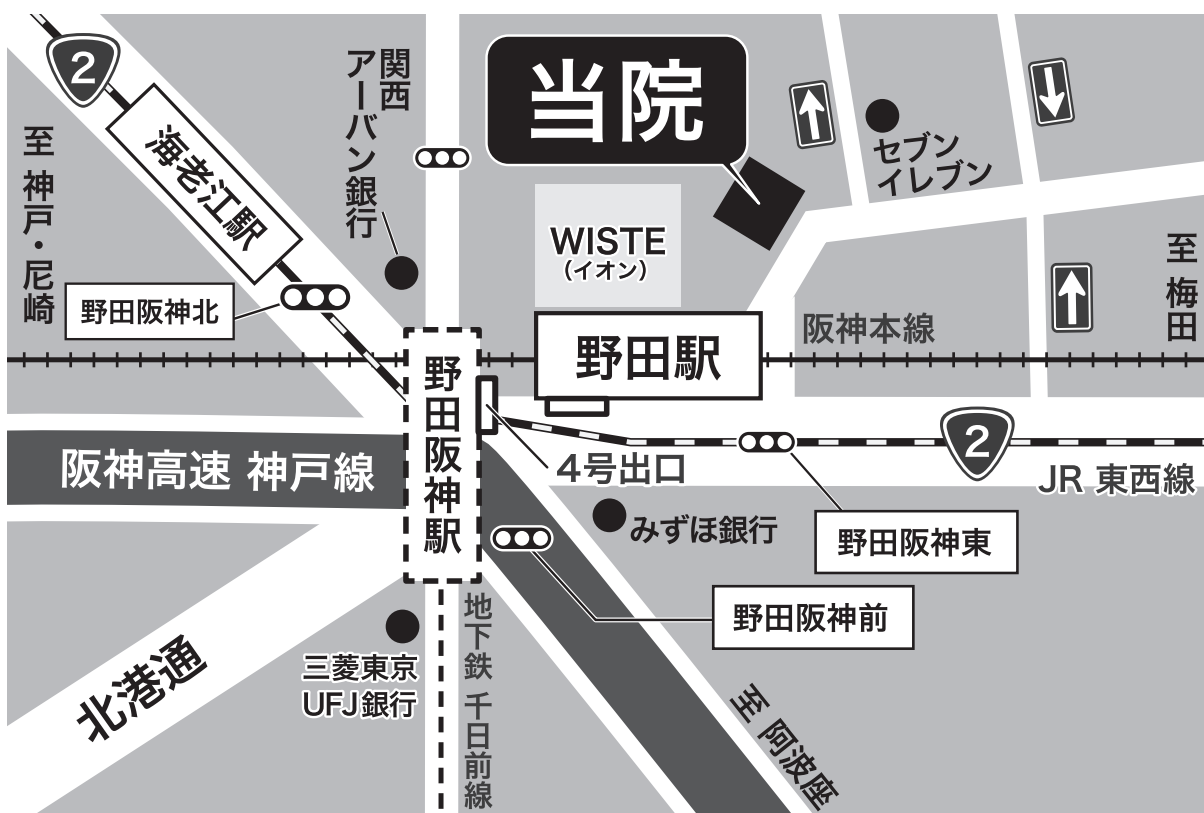 2
関西
アーバン銀行
当院
セブン
イレブン
至 神戸・尼崎
海老江駅
WISTE
(イオン)
至 梅田
野田阪神北
阪神本線
野田駅
野田阪神駅
2
阪神高速 神戸線
4号出口
JR 東西線
みずほ銀行
野田阪神東
野田阪神前
地下鉄 千日前線
三菱東京
UFJ銀行
北港通
至 阿波座